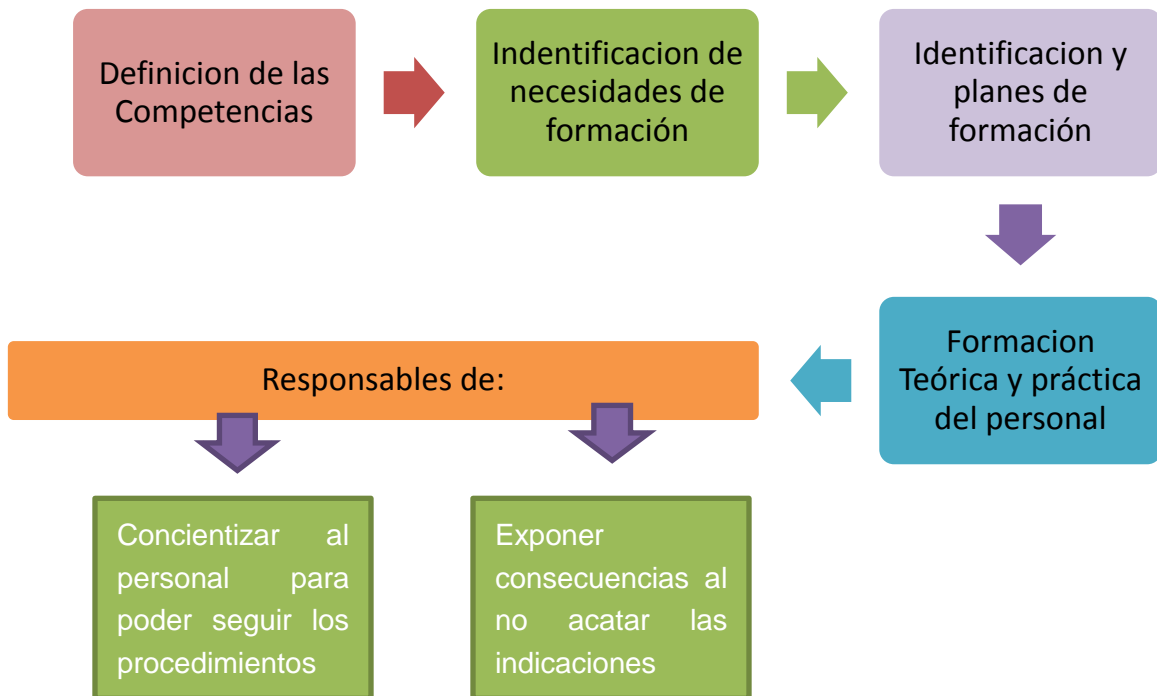 Definicion de las
Competencias
Indentificacion de
necesidades de
formación
Identificacion y
planes de
formación
Formacion
Teórica y práctica
del personal
Responsables de:
Concientizar al
personal para
poder seguir los
procedimientos
Exponer
consecuencias al
no acatar las
indicaciones